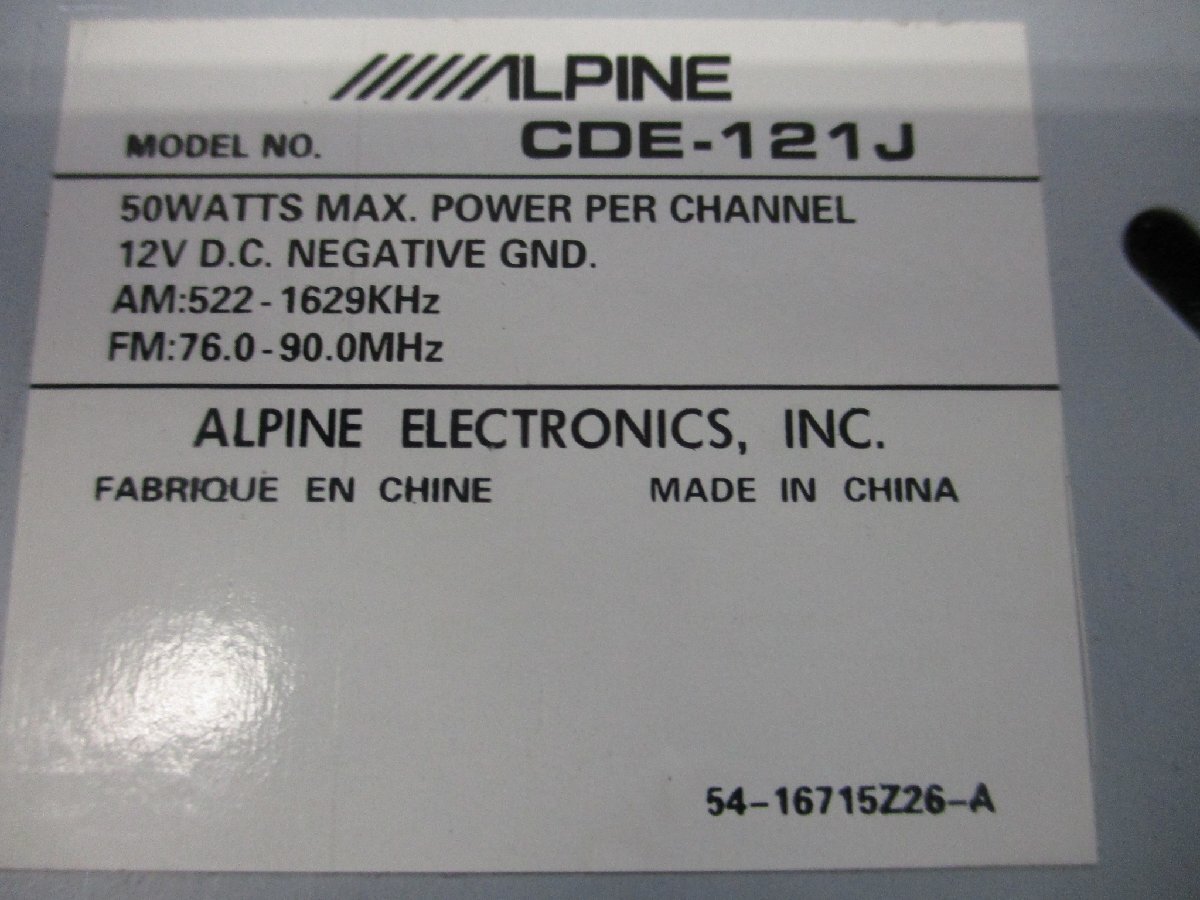 ALPINE
MODEL NO. CDE-121J
50WATTS MAX. POWER PER CHANNEL
12V D.C. NEGATIVE GND.
AM:522-1629KHz
FM:76.0-90.0MHz
ALPINE ELECTRONICS, INC.
FABRIQUE EN CHINE MADE IN CHINA
54-16715Z26-A